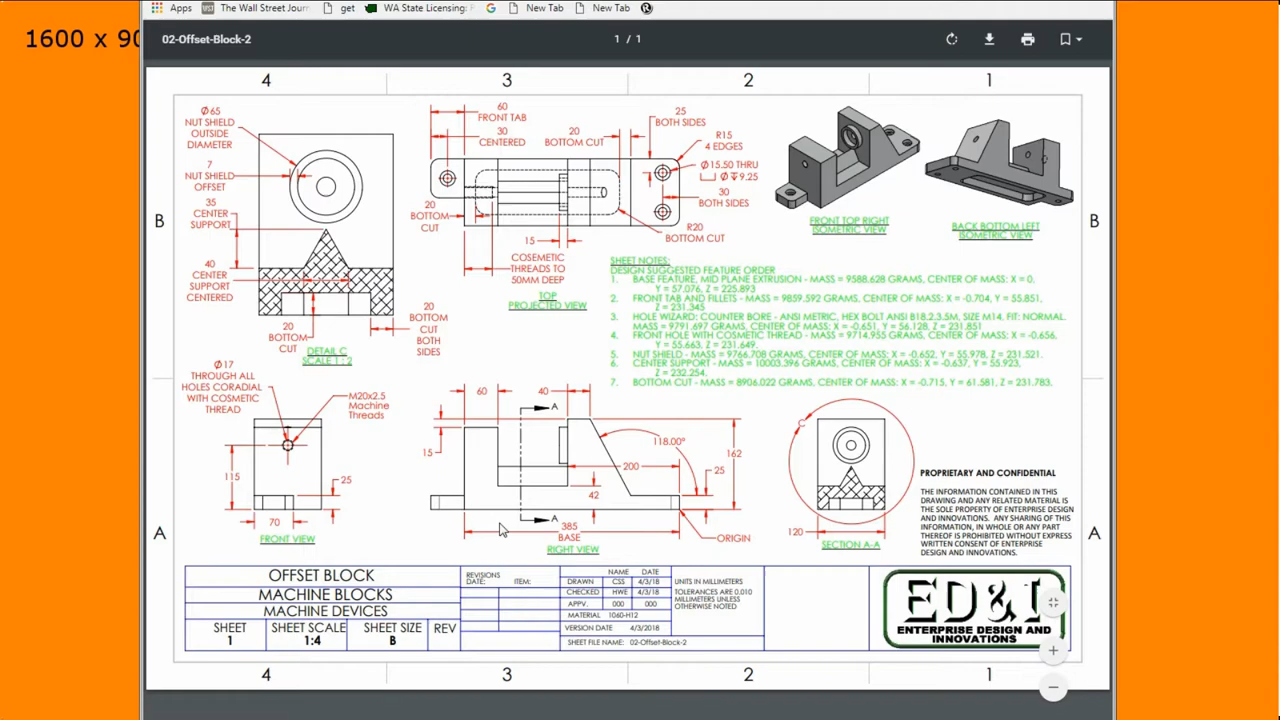 Apps
The Wall Street Journ
get
WA State Licensing:
New Tab
New Tab
1600 x 90
02-Offset-Block-2
1 / 1
4
3
2
1
B
B
A
A
Ø65
NUT SHIELD
OUTSIDE
DIAMETER
7
NUT SHIELD
OFFSET
35
CENTER
SUPPORT
40
CENTER
SUPPORT
CENTERED
20
BOTTOM
CUT
20
BOTTOM
CUT
BOTH
SIDES
DETAIL C
SCALE 1 : 2
60
FRONT TAB
30
CENTERED
20
BOTTOM CUT
25
BOTH SIDES
R15
4 EDGES
Ø15.50 THRU
⌴ Ø ↧ 9.25
30
BOTH SIDES
R20
BOTTOM CUT
20
BOTTOM
CUT
15
COSEMETIC
THREADS TO
50MM DEEP
TOP
PROJECTED VIEW
FRONT TOP RIGHT
ISOMETRIC VIEW
BACK BOTTOM LEFT
ISOMETRIC VIEW
SHEET NOTES:
DESIGN SUGGESTED FEATURE ORDER
1. BASE FEATURE, MID PLANE EXTRUSION - MASS = 9588.628 GRAMS, CENTER OF MASS: X = 0,
Y = 57.076, Z = 225.893
2. FRONT TAB AND FILLETS - MASS = 9859.592 GRAMS, CENTER OF MASS: X = -0.704, Y = 55.851,
Z = 231.345
3. HOLE WIZARD: COUNTER BORE - ANSI METRIC, HEX BOLT ANSI B18.2.3.5M, SIZE M14. FIT: NORMAL.
MASS = 9791.697 GRAMS, CENTER OF MASS: X = -0.651, Y = 56.128, Z = 231.851
4. FRONT HOLE WITH COSMETIC THREAD - MASS = 9714.955 GRAMS, CENTER OF MASS: X = -0.656,
Y = 55.663, Z = 231.649.
5. NUT SHIELD - MASS = 9766.708 GRAMS, CENTER OF MASS: X = -0.652, Y = 55.978, Z = 231.521.
6. CENTER SUPPORT - MASS = 10003.396 GRAMS, CENTER OF MASS: X = -0.637, Y = 55.923,
Z = 232.254.
7. BOTTOM CUT - MASS = 8906.022 GRAMS, CENTER OF MASS: X = -0.715, Y = 61.581, Z = 231.783.
Ø17
THROUGH ALL
HOLES CORADIAL
WITH COSMETIC
THREAD
M20x2.5
Machine
Threads
115
25
70
FRONT VIEW
60
A
40
15
118.00°
162
200
25
42
A
385
BASE
ORIGIN
RIGHT VIEW
C
120
SECTION A-A
PROPRIETARY AND CONFIDENTIAL
THE INFORMATION CONTAINED IN THIS
DRAWING AND ANY RELATED MATERIAL IS
THE SOLE PROPERTY OF ENTERPRISE DESIGN
AND INNOVATIONS. ANY SHARING OF THIS
INFORMATION, IN WHOLE OR ANY PART
THEREOF IS PROHIBITED WITHOUT EXPRESS
WRITTEN CONSENT OF ENTERPRISE
DESIGN AND INNOVATIONS.
OFFSET BLOCK
MACHINE BLOCKS
MACHINE DEVICES
SHEET
1
SHEET SCALE
1:4
SHEET SIZE
B
REV
REVISIONS
DATE: ITEM:
NAME DATE
DRAWN CSS 4/3/18
CHECKED HWE 4/3/18
APPV. 000 000
MATERIAL 1060-H12
VERSION DATE 4/3/2018
SHEET FILE NAME: 02-Offset-Block-2
UNITS IN MILLIMETERS
TOLERANCES ARE 0.010
MILLIMETERS UNLESS
OTHERWISE NOTED
ED&I
ENTERPRISE DESIGN AND
INNOVATIONS
4
3
2
1